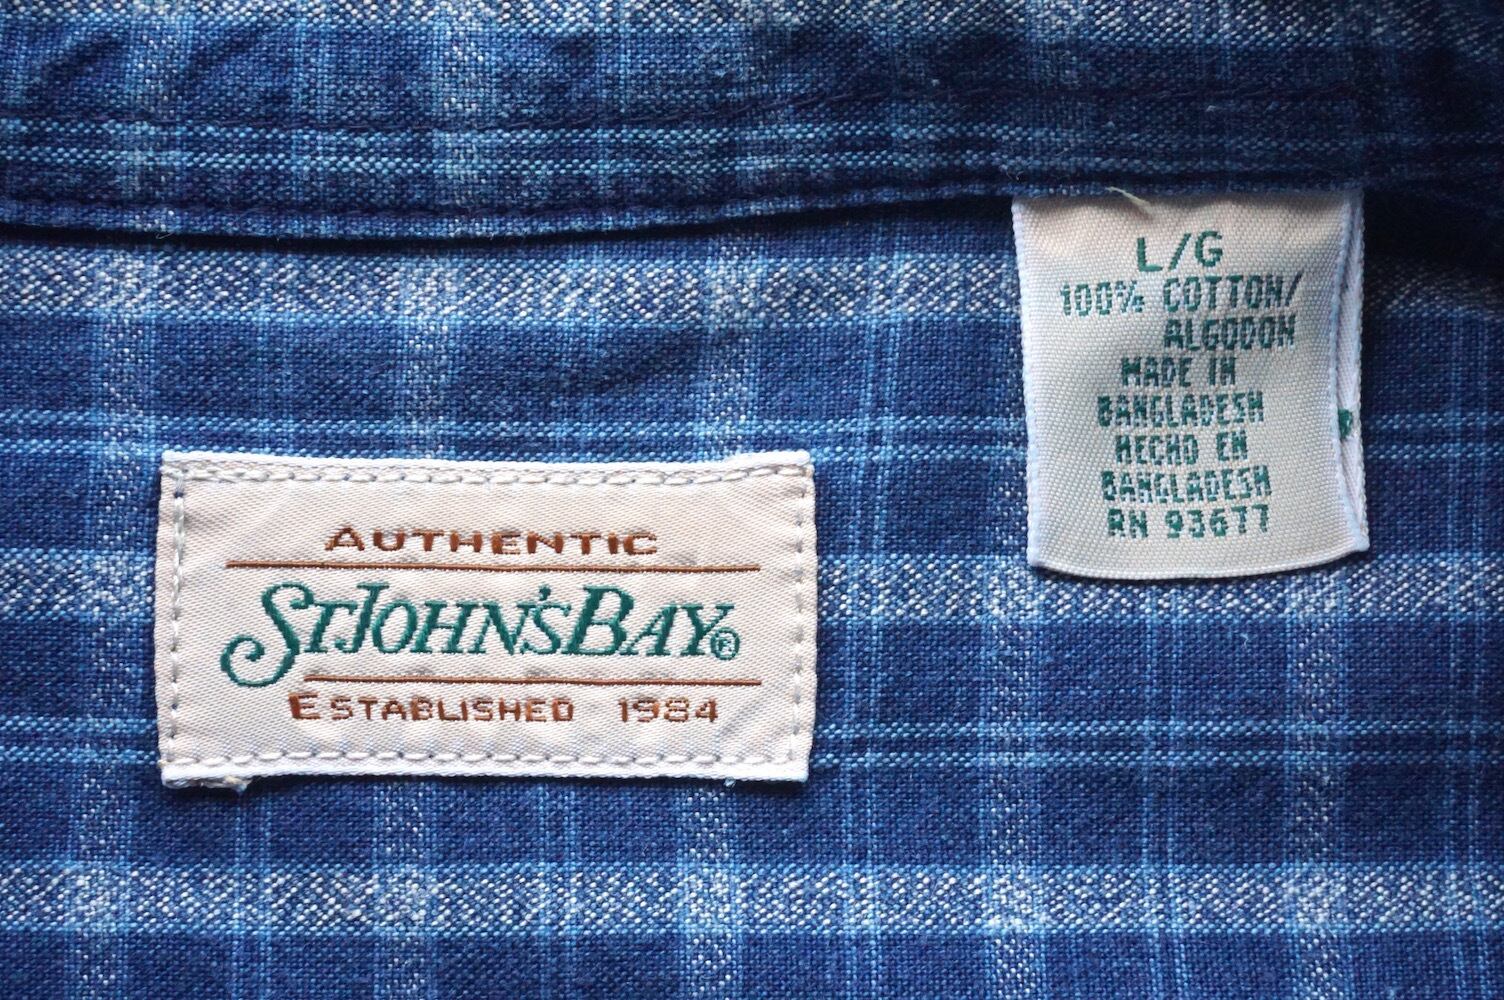 AUTHENTIC
ST. JOHN'S BAY®
ESTABLISHED 1984
L/G
100% COTTON/
ALGODON
MADE IN
BANGLADESH
HECHO EN
BANGLADESH
RN 93677